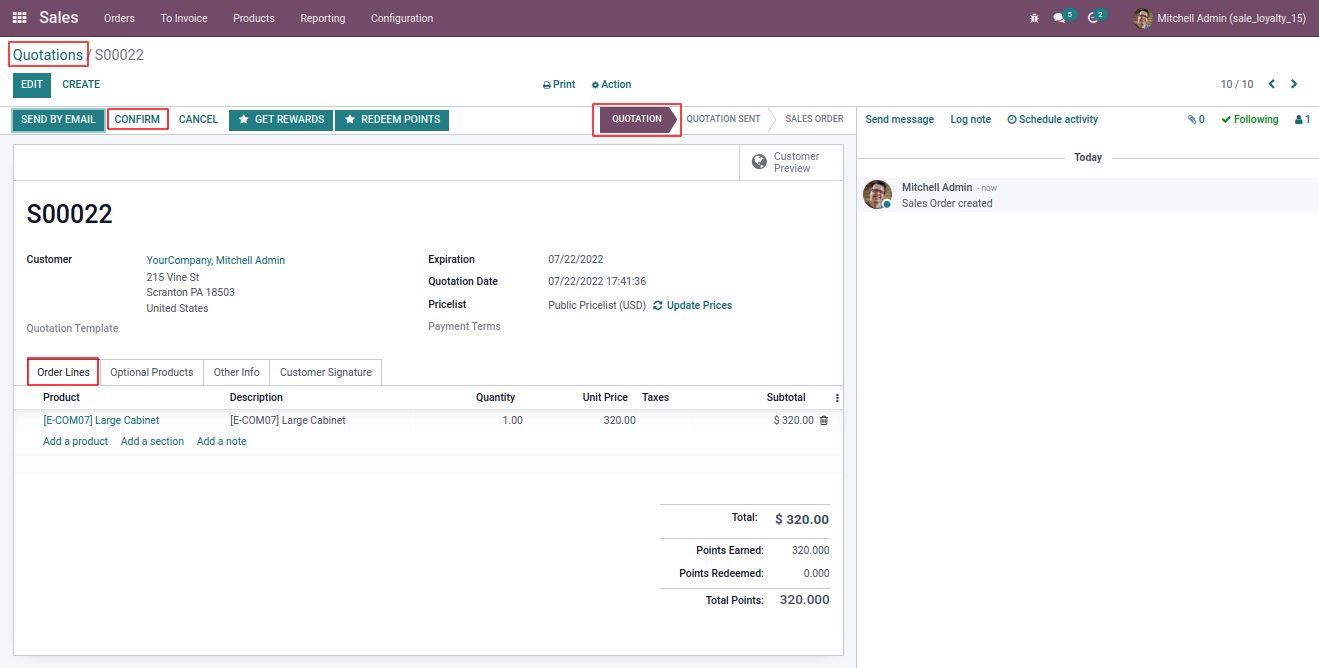 Sales Orders To Invoice Products Reporting Configuration 5 2 Mitchell Admin (sale_loyalty_15)
Quotations / S00022
EDIT CREATE Print Action 10 / 10
SEND BY EMAIL CONFIRM CANCEL GET REWARDS REDEEM POINTS QUOTATION QUOTATION SENT SALES ORDER
Send message Log note Schedule activity 0 Following 1
Customer
Preview
Today
Mitchell Admin - now
Sales Order created
S00022
Customer YourCompany, Mitchell Admin
215 Vine St
Scranton PA 18503
United States
Quotation Template
Expiration 07/22/2022
Quotation Date 07/22/2022 17:41:36
Pricelist Public Pricelist (USD) Update Prices
Payment Terms
Order Lines Optional Products Other Info Customer Signature
Product Description Quantity Unit Price Taxes Subtotal
[E-COM07] Large Cabinet [E-COM07] Large Cabinet 1.00 320.00 $ 320.00
Add a product Add a section Add a note
Total: $ 320.00
Points Earned: 320.000
Points Redeemed: 0.000
Total Points: 320.000